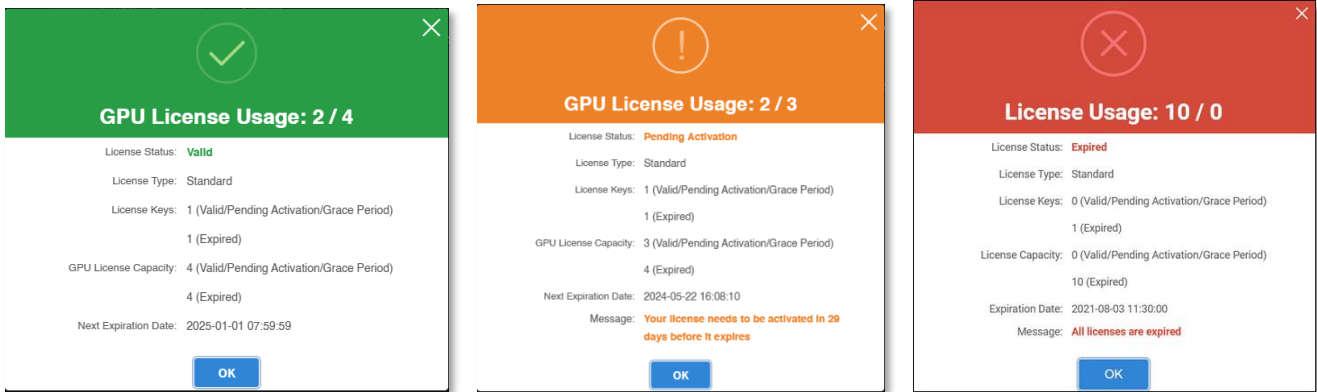 GPU License Usage: 2 / 4
License Status: Valid
License Type: Standard
License Keys: 1 (Valid/Pending Activation/Grace Period)
1 (Expired)
GPU License Capacity: 4 (Valid/Pending Activation/Grace Period)
4 (Expired)
Next Expiration Date: 2025-01-01 07:59:59
OK
GPU License Usage: 2 / 3
License Status: Pending Activation
License Type: Standard
License Keys: 1 (Valid/Pending Activation/Grace Period)
1 (Expired)
GPU License Capacity: 3 (Valid/Pending Activation/Grace Period)
4 (Expired)
Next Expiration Date: 2024-05-22 16:08:10
Message: Your license needs to be activated in 29
days before it expires
OK
License Usage: 10 / 0
License Status: Expired
License Type: Standard
License Keys: 0 (Valid/Pending Activation/Grace Period)
1 (Expired)
License Capacity: 0 (Valid/Pending Activation/Grace Period)
10 (Expired)
Expiration Date: 2021-08-03 11:30:00
Message: All licenses are expired
OK